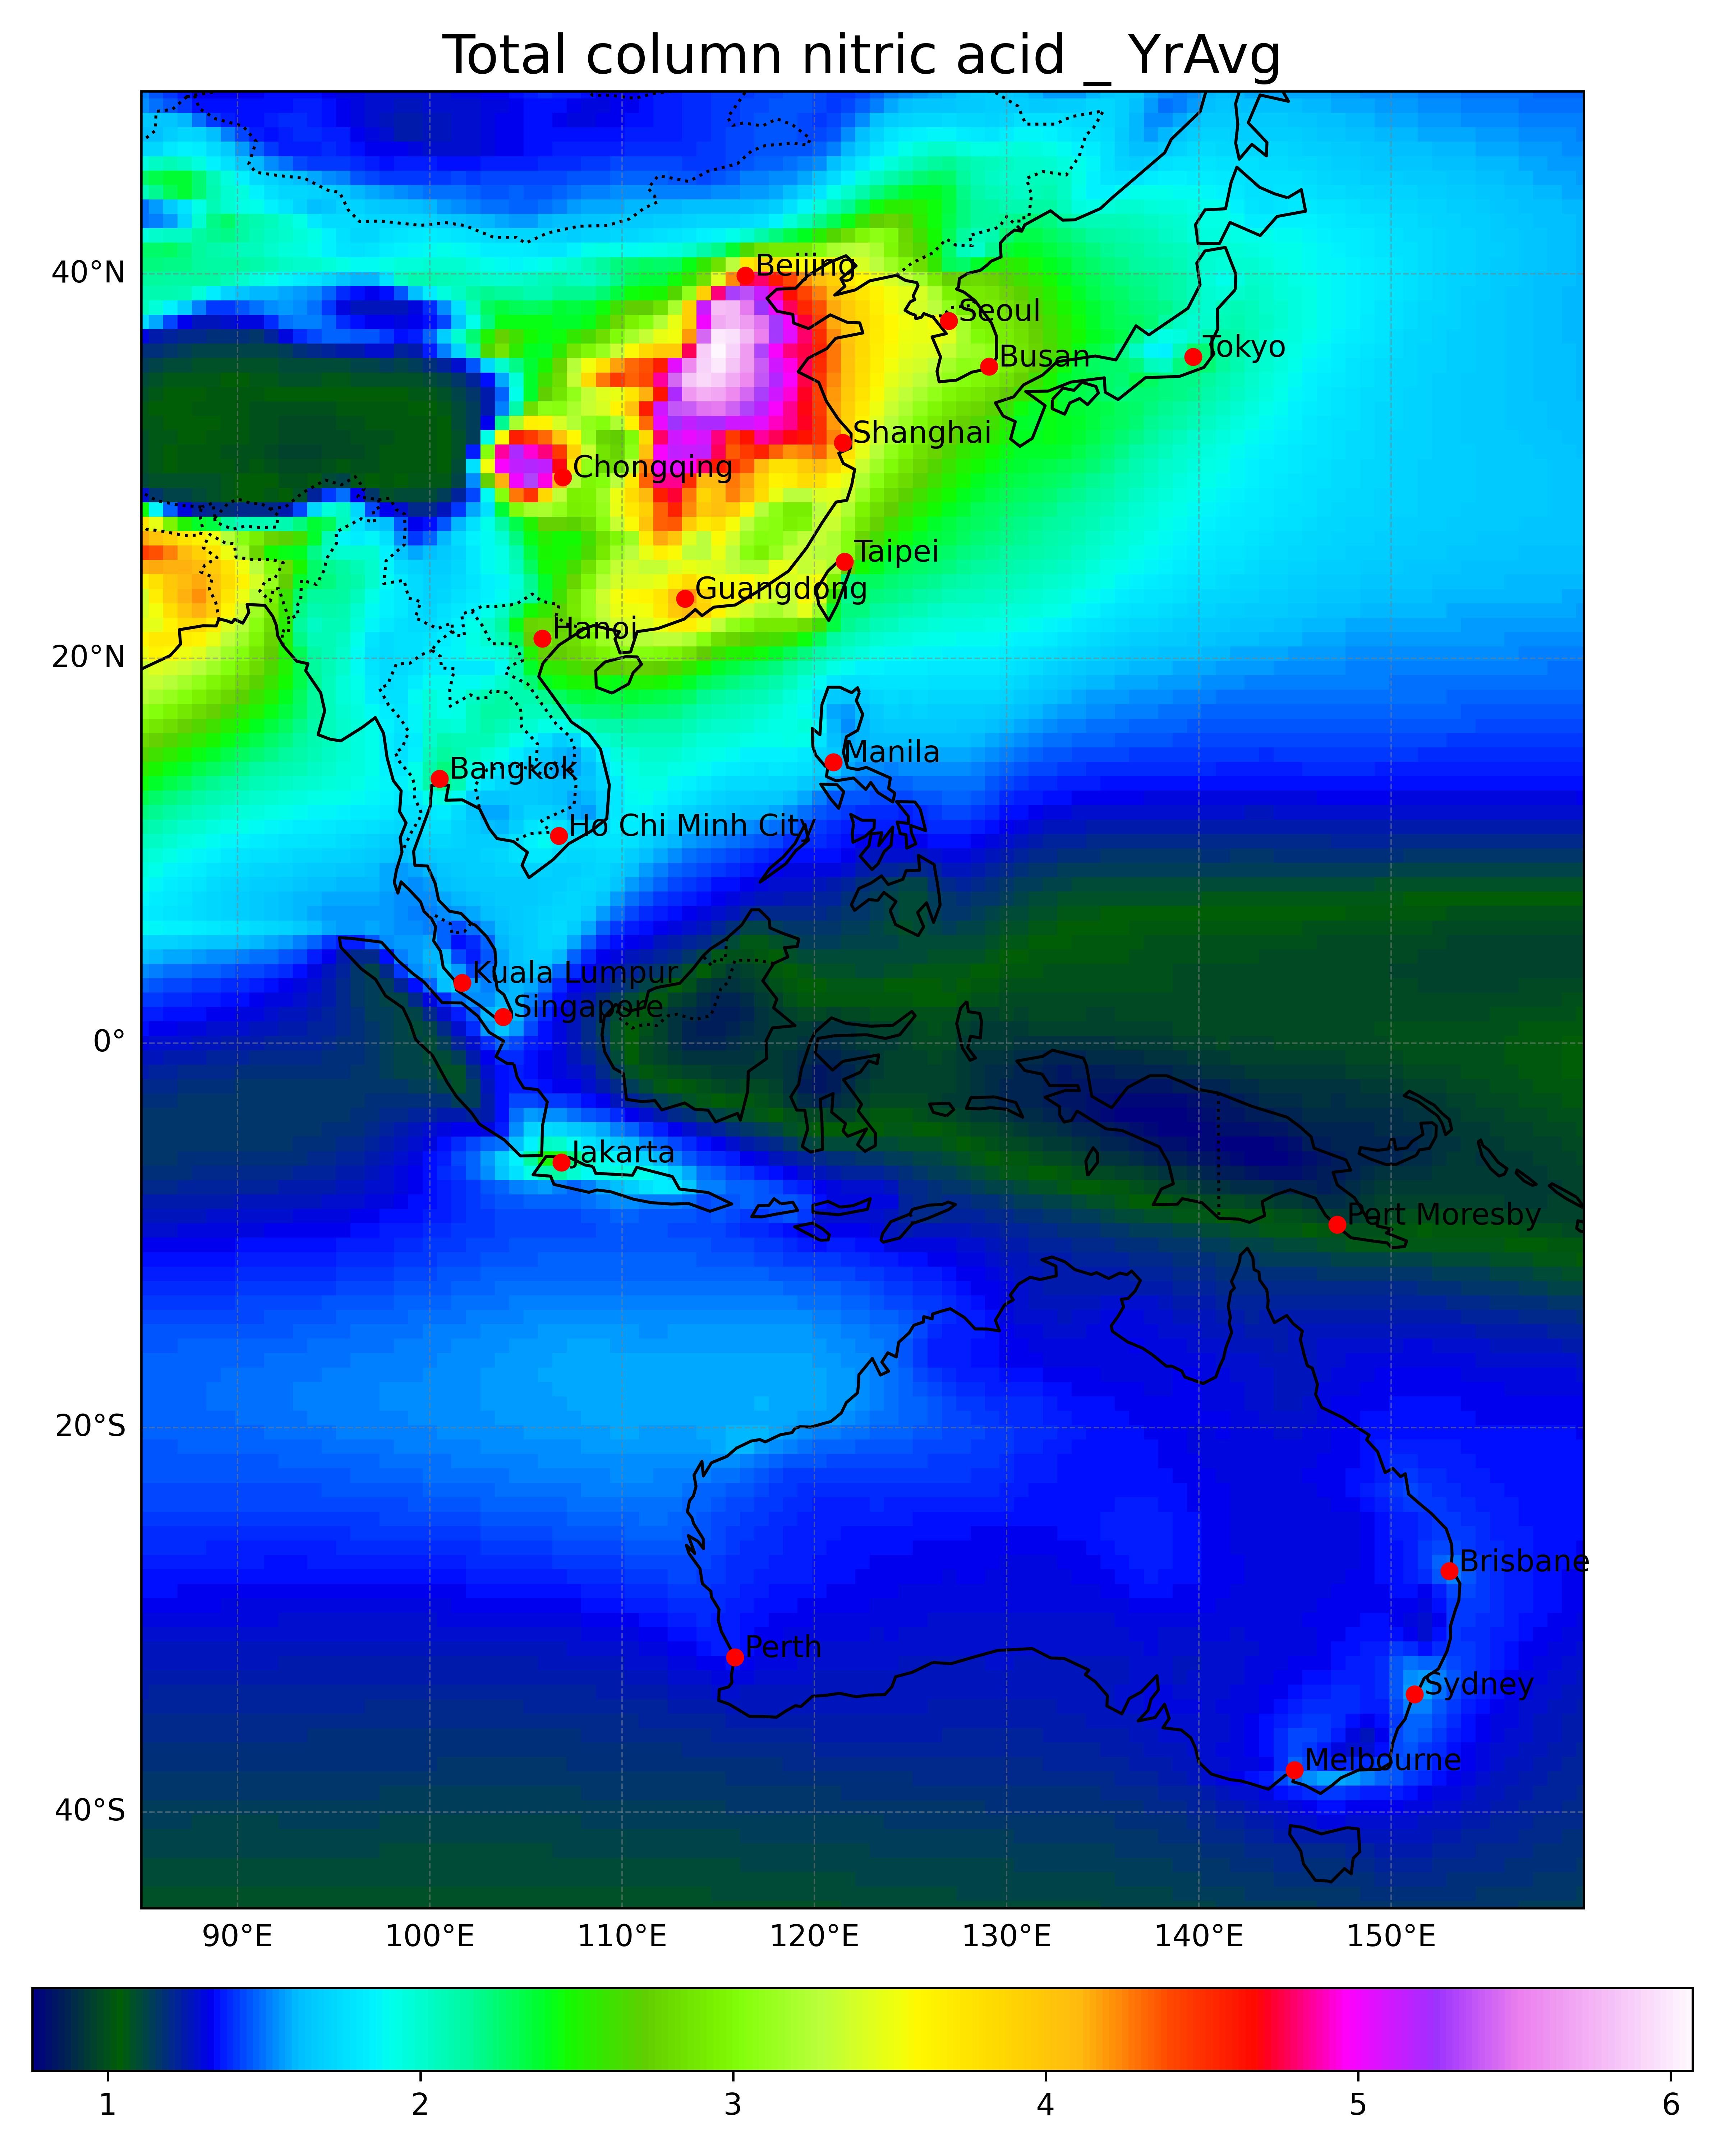 Total column nitric acid _ YrAvg
40°N
20°N
0°
20°S
40°S
Beijing
Seoul
Busan
Tokyo
Shanghai
Chongqing
Taipei
Guangdong
Hanoi
Manila
Bangkok
Ho Chi Minh City
Kuala Lumpur
Singapore
Jakarta
Port Moresby
Brisbane
Perth
Sydney
Melbourne
90°E 100°E 110°E 120°E 130°E 140°E 150°E
1 2 3 4 5 6